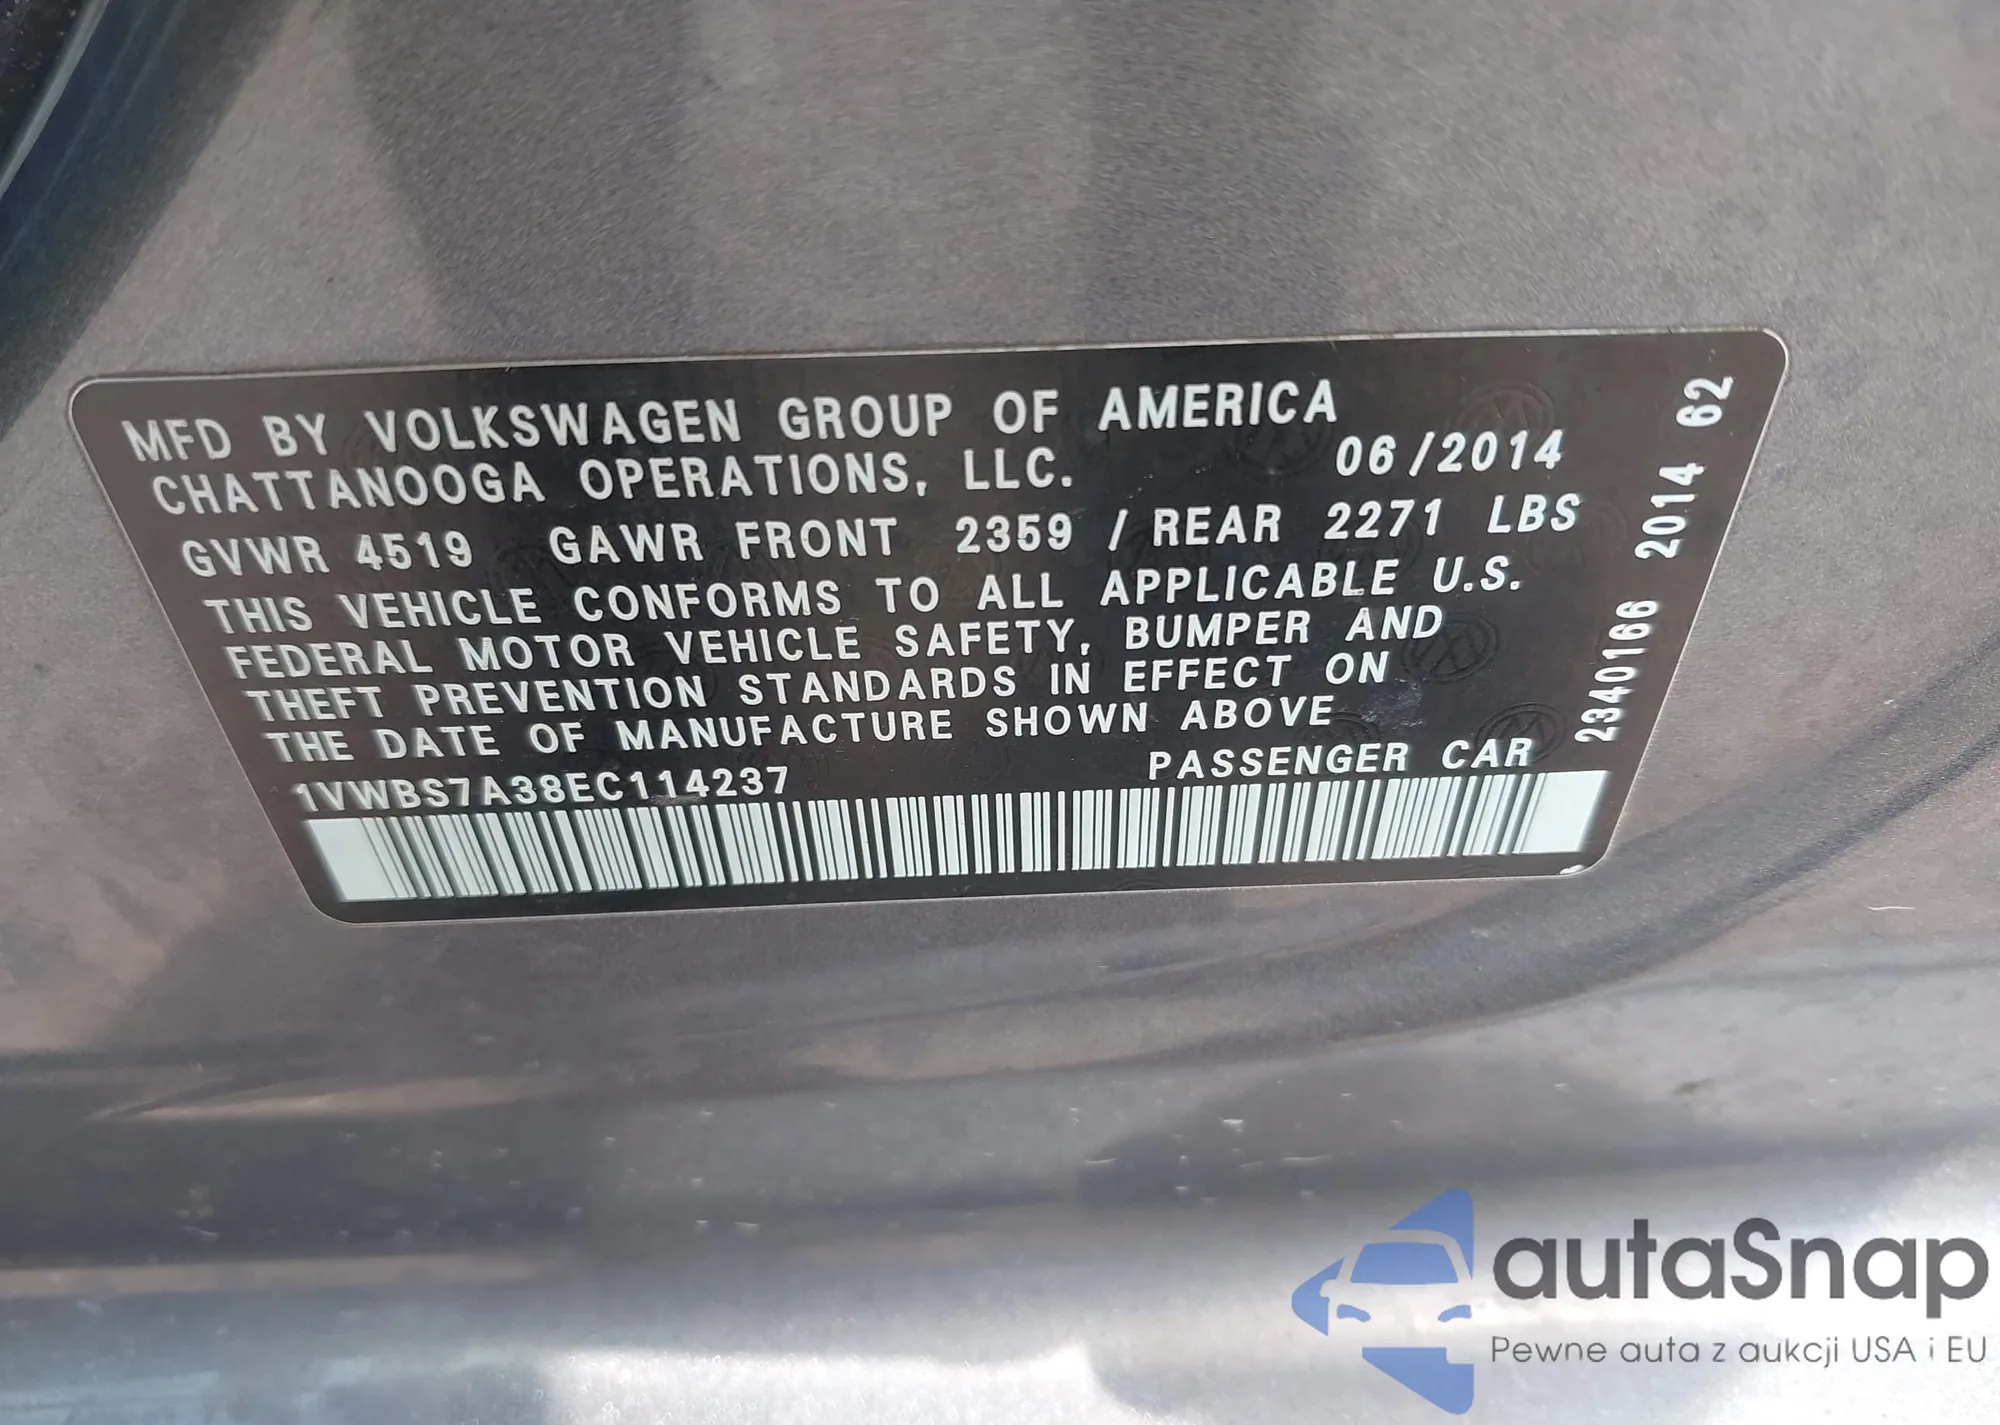 MFD BY VOLKSWAGEN GROUP OF AMERICA
CHATTANOOGA OPERATIONS, LLC. 06/2014
GVWR 4519 GAWR FRONT 2359 / REAR 2271 LBS
THIS VEHICLE CONFORMS TO ALL APPLICABLE U.S.
FEDERAL MOTOR VEHICLE SAFETY, BUMPER AND
THEFT PREVENTION STANDARDS IN EFFECT ON
THE DATE OF MANUFACTURE SHOWN ABOVE
1VWBS7A38EC114237 PASSENGER CAR
2340166 2014 62
autaSnap
Pewne auta z aukcji USA i EU